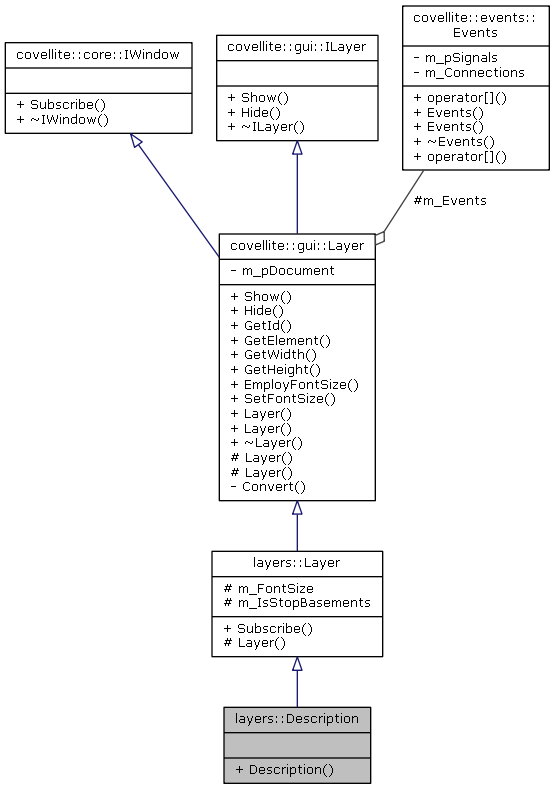 covellite::core::IWindow
+ Subscribe()
+ ~IWindow()
covellite::gui::ILayer
+ Show()
+ Hide()
+ ~ILayer()
covellite::events::
Events
- m_pSignals
- m_Connections
+ operator[]()
+ Events()
+ Events()
+ ~Events()
+ operator[]()
#m_Events
covellite::gui::Layer
- m_pDocument
+ Show()
+ Hide()
+ GetId()
+ GetElement()
+ GetWidth()
+ GetHeight()
+ EmployFontSize()
+ SetFontSize()
+ Layer()
+ Layer()
+ ~Layer()
# Layer()
# Layer()
- Convert()
layers::Layer
# m_FontSize
# m_IsStopBasements
+ Subscribe()
# Layer()
layers::Description
+ Description()